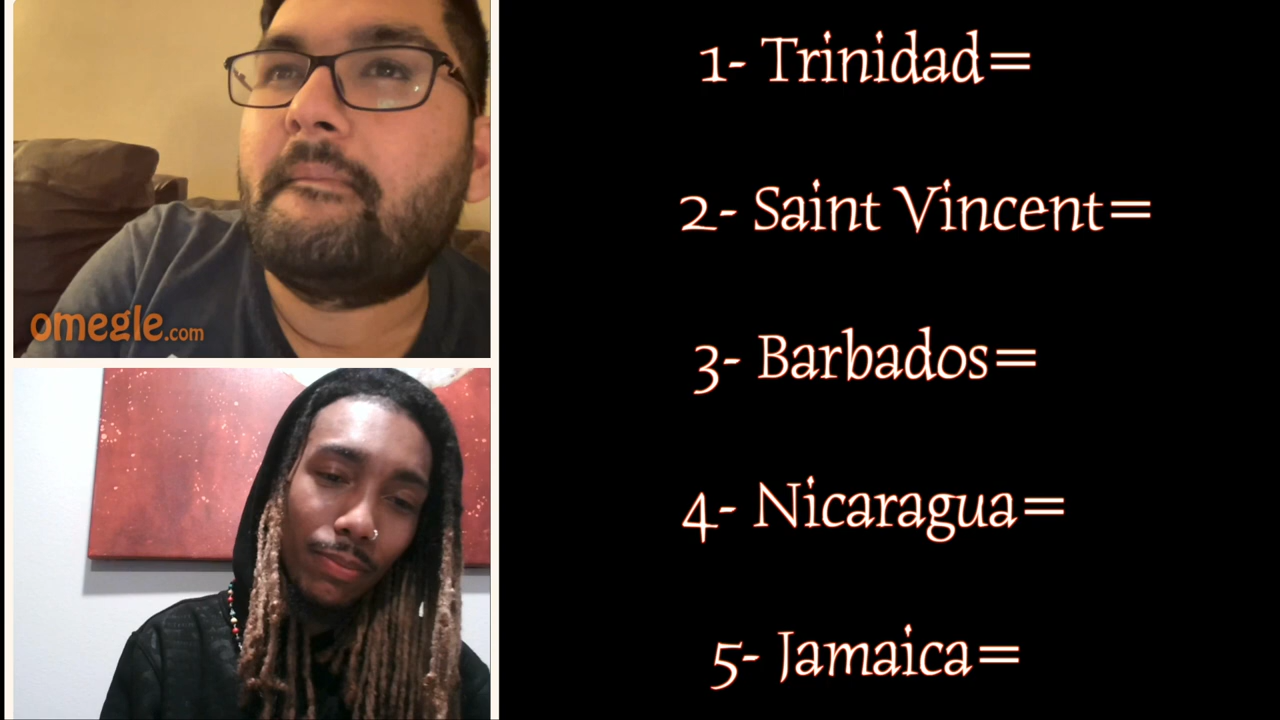 omegle.com
1- Trinidad=
2- Saint Vincent=
3- Barbados=
4- Nicaragua=
5- Jamaica=